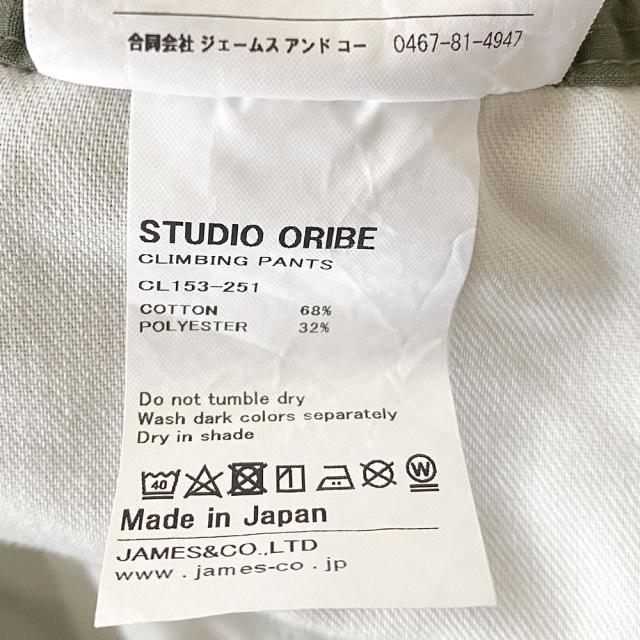 合同会社 ジェームス アンド コー 0467-81-4947
STUDIO ORIBE
CLIMBING PANTS
CL153-251
COTTON 68%
POLYESTER 32%
Do not tumble dry
Wash dark colors separately
Dry in shade
40 W
Made in Japan
JAMES&CO.,LTD
www.james-co.jp